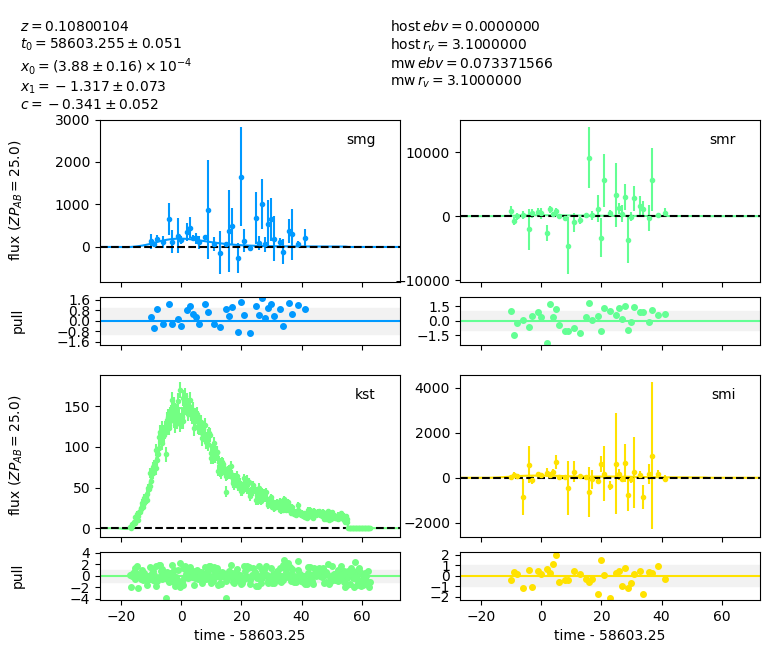 z = 0.10800104
t₀ = 58603.255 ± 0.051
x₀ = (3.88 ± 0.16) × 10⁻⁴
x₁ = −1.317 ± 0.073
c = −0.341 ± 0.052
host ebv = 0.0000000
host r_v = 3.1000000
mw ebv = 0.073371566
mw r_v = 3.1000000
smg
flux (ZP_AB = 25.0)
3000
2000
1000
0
smr
10000
0
−10000
pull
1.6
0.8
0.0
−0.8
−1.6
1.5
0.0
−1.5
kst
flux (ZP_AB = 25.0)
150
100
50
0
smi
4000
2000
0
−2000
pull
4
2
0
−2
−4
2
1
0
−1
−2
−20 0 20 40 60
time - 58603.25
−20 0 20 40 60
time - 58603.25